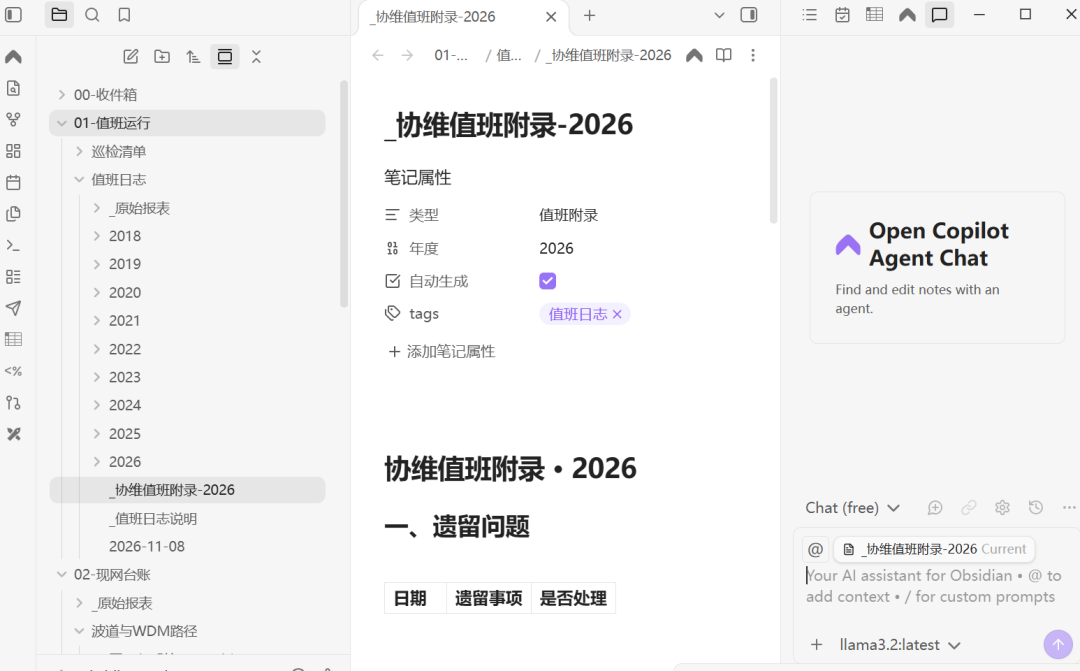 _协维值班附录-2026
01-...
/ 值...
/ _协维值班附录-2026
00-收件箱
01-值班运行
巡检清单
值班日志
_原始报表
2018
2019
2020
2021
2022
2023
2024
2025
2026
_协维值班附录-2026
_值班日志说明
2026-11-08
02-现网台账
_原始报表
波道与WDM路径
_协维值班附录-2026
笔记属性
类型
值班附录
年度
2026
自动生成
tags
值班日志
添加笔记属性
协维值班附录 • 2026
一、遗留问题
日期 遗留事项 是否处理
Open Copilot
Agent Chat
Find and edit notes with an
agent.
Chat (free)
@ _协维值班附录-2026 Current
Your AI assistant for Obsidian • @ to
add context • / for custom prompts
llama3.2:latest